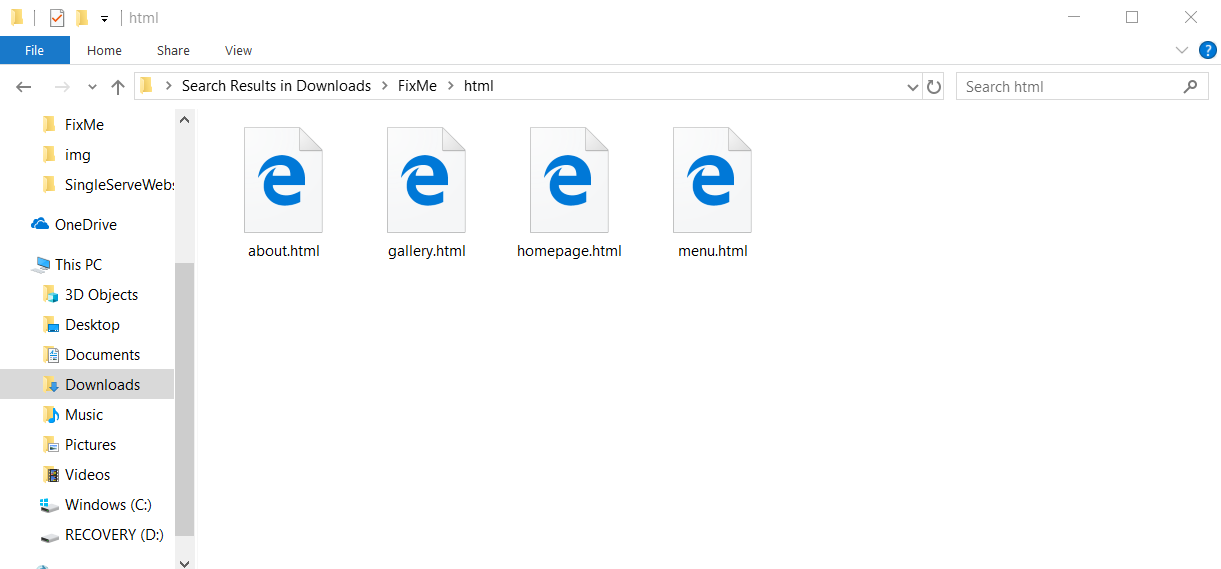 html
File Home Share View
Search Results in Downloads FixMe html
Search html
FixMe
img
SingleServeWebs
OneDrive
This PC
3D Objects
Desktop
Documents
Downloads
Music
Pictures
Videos
Windows (C:)
RECOVERY (D:)
about.html gallery.html homepage.html menu.html